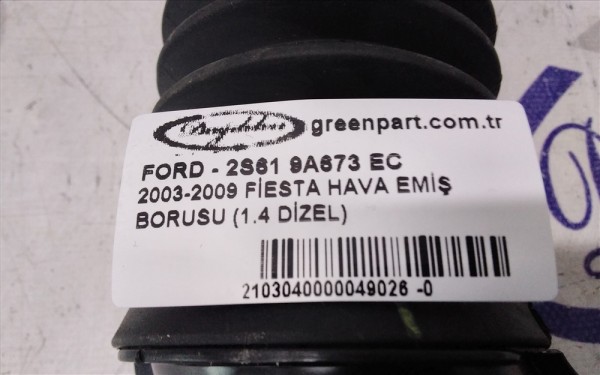 greenpart.com.tr
FORD - 2S61 9A673 EC
2003-2009 FİESTA HAVA EMİŞ
BORUSU (1.4 DİZEL)
2103040000049026 -0